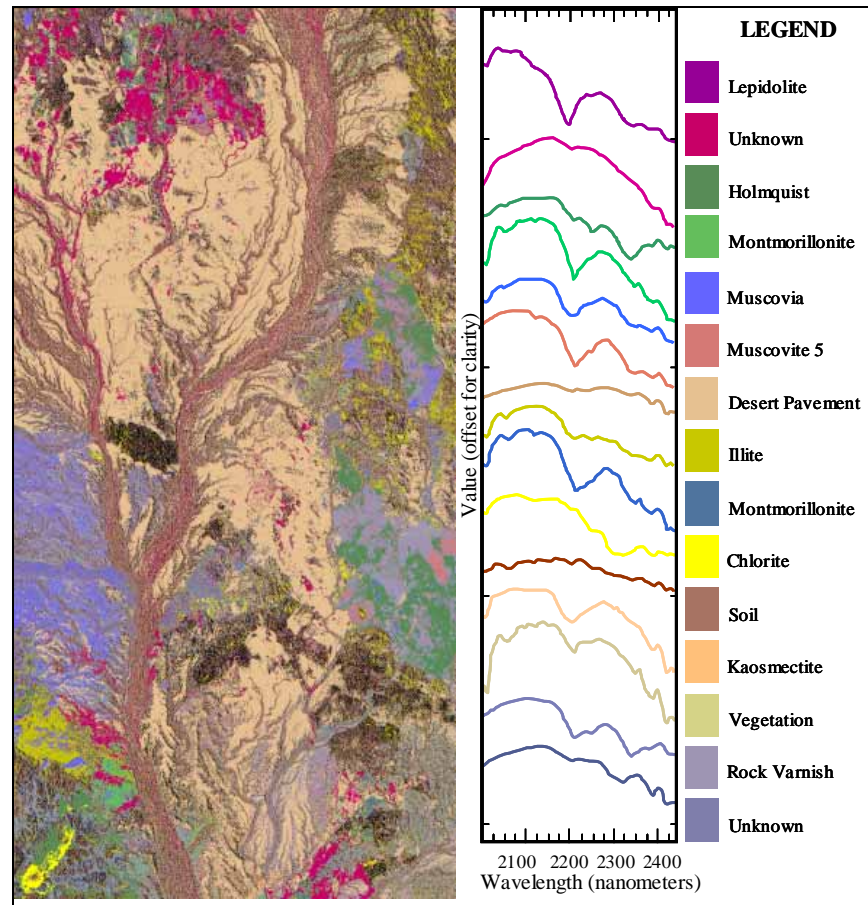 LEGEND
Lepidolite
Unknown
Holmquist
Montmorillonite
Muscovia
Muscovite 5
Desert Pavement
Illite
Montmorillonite
Chlorite
Soil
Kaosmectite
Vegetation
Rock Varnish
Unknown
Value (offset for clarity)
2100 2200 2300 2400
Wavelength (nanometers)